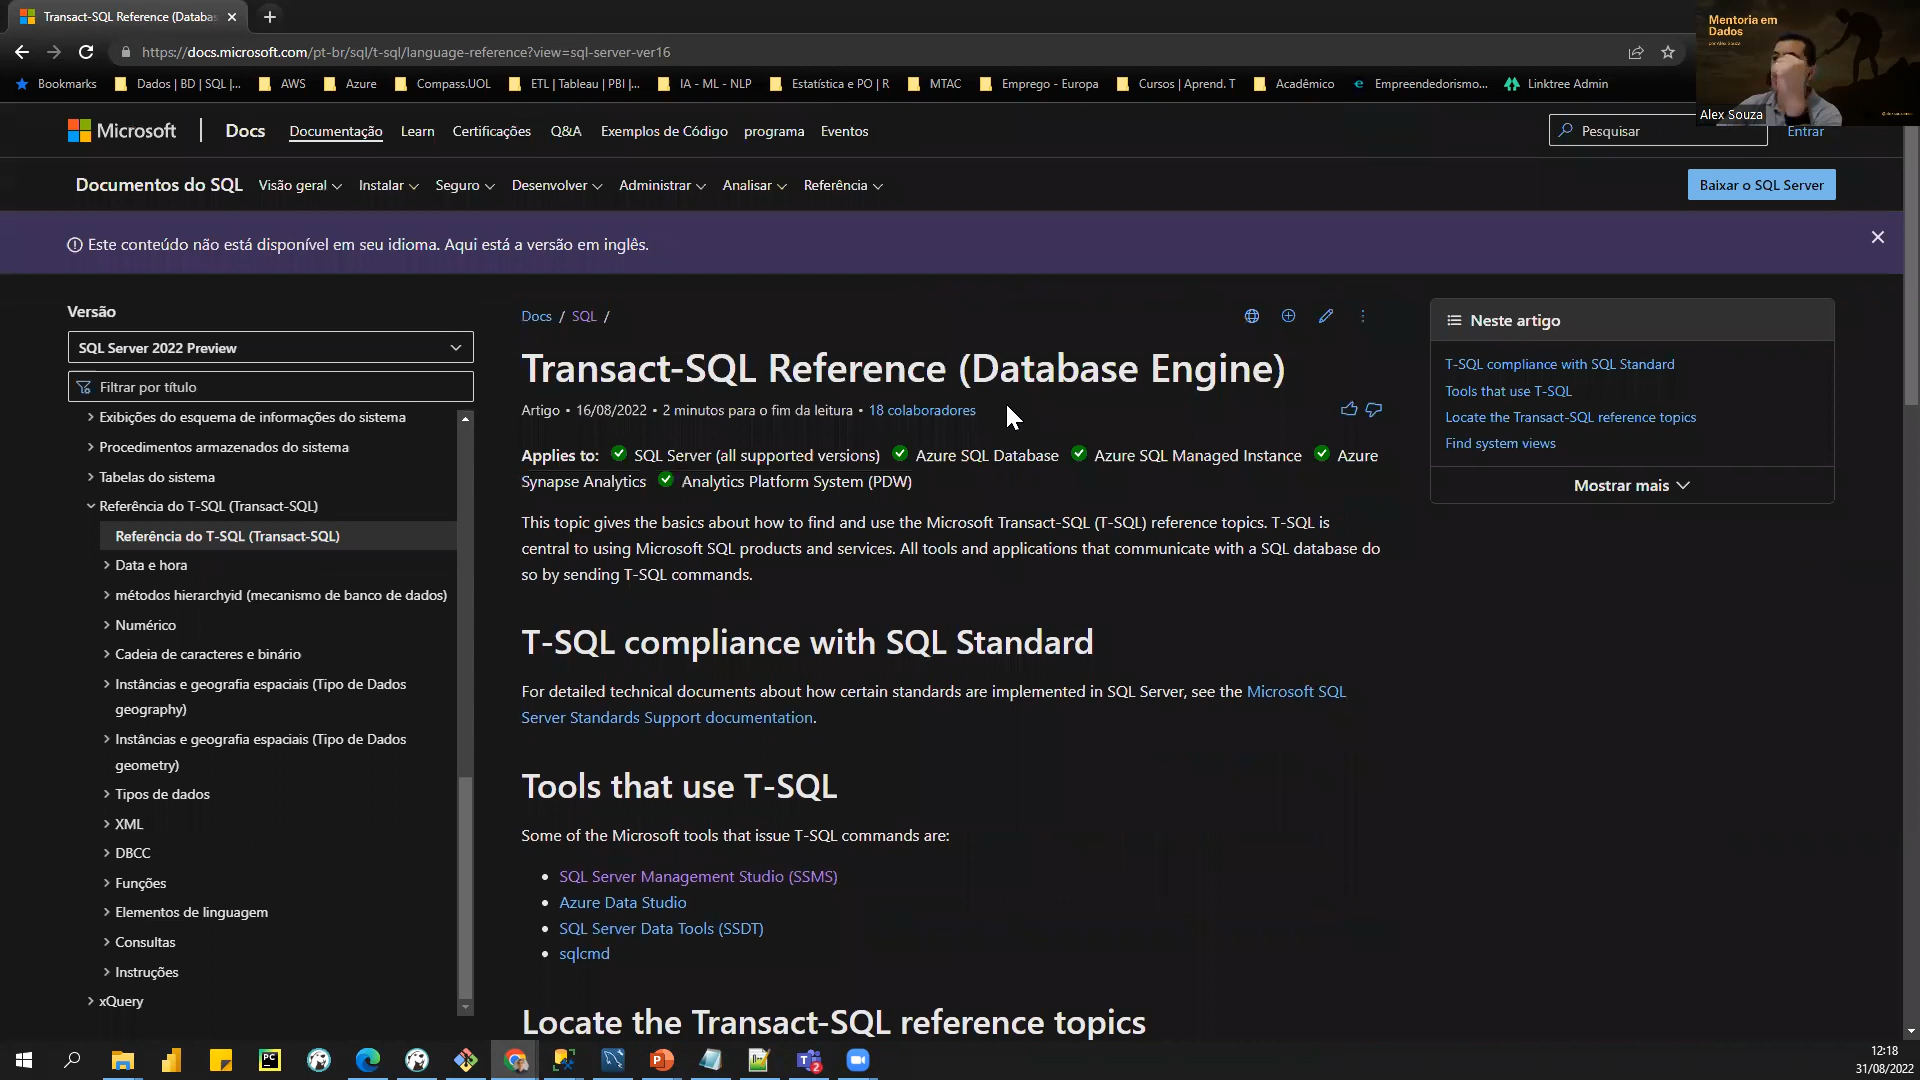 Transact-SQL Reference (Databas
https://docs.microsoft.com/pt-br/sql/t-sql/language-reference?view=sql-server-ver16
Bookmarks
Dados | BD | SQL |...
AWS
Azure
Compass.UOL
ETL | Tableau | PBI |...
IA - ML - NLP
Estatística e PO | R
MTAC
Emprego - Europa
Cursos | Aprend. T
Acadêmico
Empreendedorismo...
Linktree Admin
Mentoria em
Dados
Alex Souza
Microsoft
Docs
Documentação
Learn
Certificações
Q&A
Exemplos de Código
programa
Eventos
Pesquisar
Entrar
Documentos do SQL
Visão geral
Instalar
Seguro
Desenvolver
Administrar
Analisar
Referência
Baixar o SQL Server
Este conteúdo não está disponível em seu idioma. Aqui está a versão em inglês.
Versão
SQL Server 2022 Preview
Filtrar por título
Exibições do esquema de informações do sistema
Procedimentos armazenados do sistema
Tabelas do sistema
Referência do T-SQL (Transact-SQL)
Referência do T-SQL (Transact-SQL)
Data e hora
métodos hierarchyid (mecanismo de banco de dados)
Numérico
Cadeia de caracteres e binário
Instâncias e geografia espaciais (Tipo de Dados
geography)
Instâncias e geografia espaciais (Tipo de Dados
geometry)
Tipos de dados
XML
DBCC
Funções
Elementos de linguagem
Consultas
Instruções
xQuery
Docs / SQL /
Transact-SQL Reference (Database Engine)
Artigo • 16/08/2022 • 2 minutos para o fim da leitura • 18 colaboradores
Applies to: SQL Server (all supported versions) Azure SQL Database Azure SQL Managed Instance Azure
Synapse Analytics Analytics Platform System (PDW)
This topic gives the basics about how to find and use the Microsoft Transact-SQL (T-SQL) reference topics. T-SQL is
central to using Microsoft SQL products and services. All tools and applications that communicate with a SQL database do
so by sending T-SQL commands.
T-SQL compliance with SQL Standard
For detailed technical documents about how certain standards are implemented in SQL Server, see the Microsoft SQL
Server Standards Support documentation.
Tools that use T-SQL
Some of the Microsoft tools that issue T-SQL commands are:
• SQL Server Management Studio (SSMS)
• Azure Data Studio
• SQL Server Data Tools (SSDT)
• sqlcmd
Locate the Transact-SQL reference topics
Neste artigo
T-SQL compliance with SQL Standard
Tools that use T-SQL
Locate the Transact-SQL reference topics
Find system views
Mostrar mais
12:18
31/08/2022